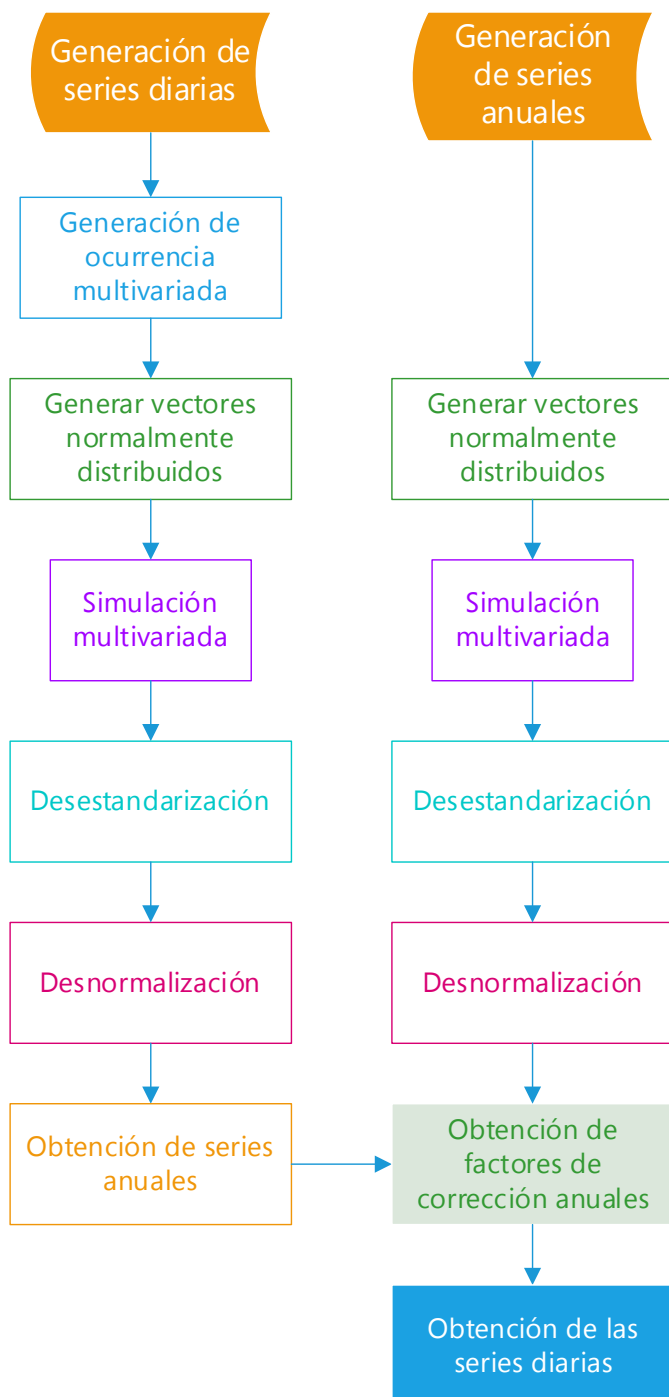 Generación de
series diarias
Generación
de series
anuales
Generación de
ocurrencia
multivariada
Generar vectores
normalmente
distribuidos
Generar vectores
normalmente
distribuidos
Simulación
multivariada
Simulación
multivariada
Desestandarización
Desestandarización
Desnormalización
Desnormalización
Obtención de series
anuales
Obtención de
factores de
corrección anuales
Obtención de las
series diarias